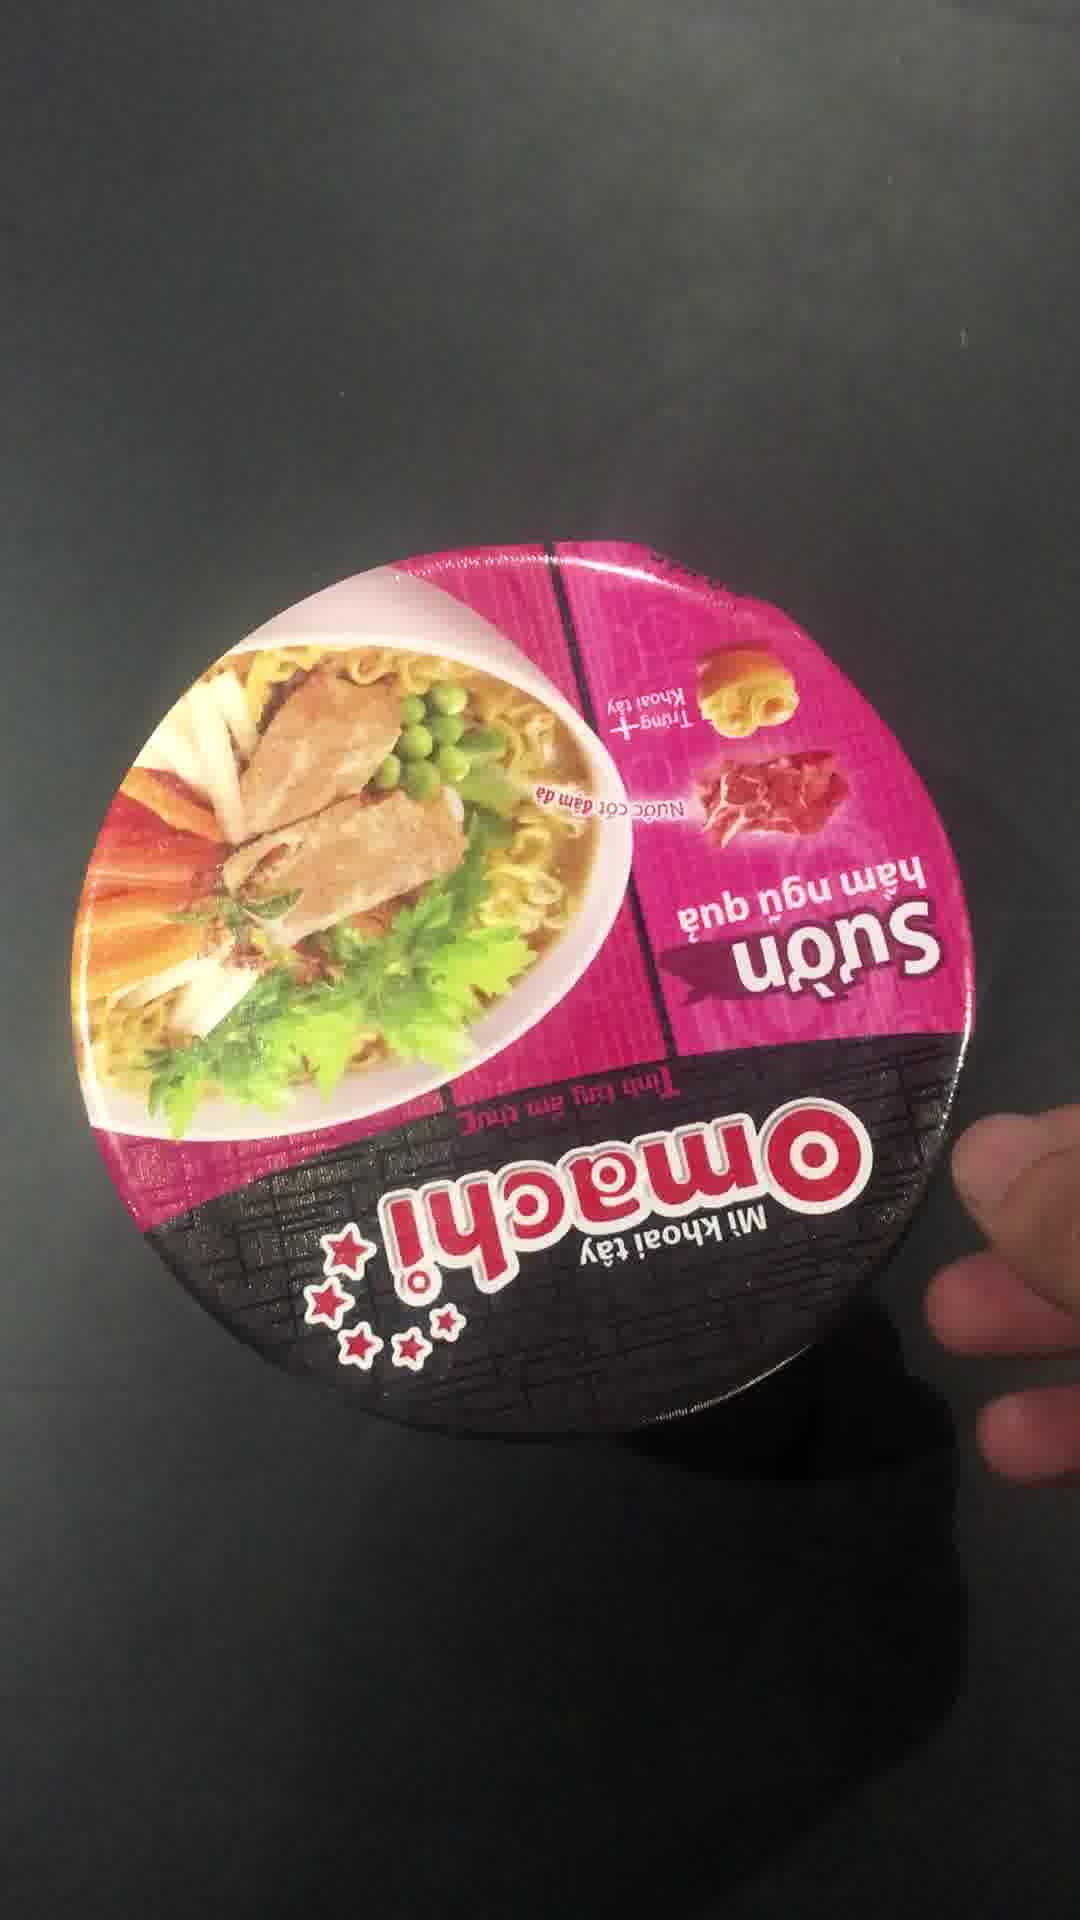 Mì khoai tây
Omachi
Tinh túy ẩm thực
Sườn
hầm ngũ quả
Nước cốt đậm đà
Trứng+
Khoai tây